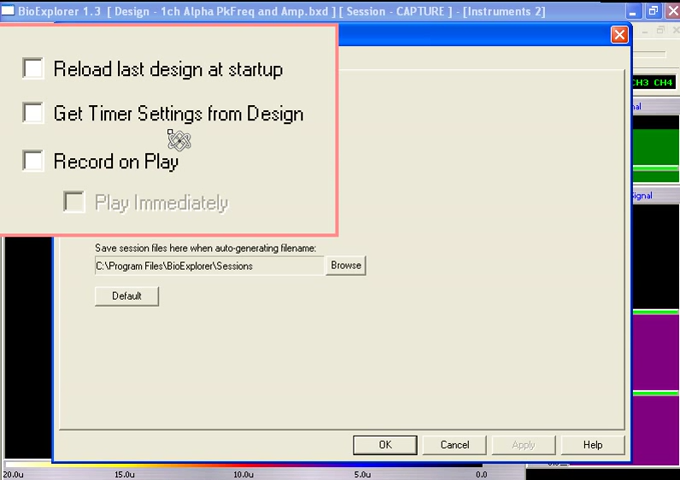 BioExplorer 1.3 [ Design - 1ch Alpha PkFreq and Amp.bxd ] [ Session - CAPTURE ] - [Instruments 2]
Reload last design at startup
CH3 CH4
Get Timer Settings from Design
Record on Play
Play Immediately
Save session files here when auto-generating filename:
C:\Program Files\BioExplorer\Sessions
Browse
Default
OK
Cancel
Apply
Help
20.0u 15.0u 10.0u 5.0u 0.0